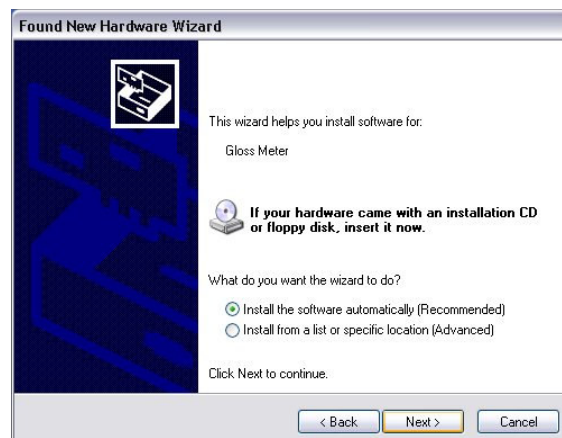 Found New Hardware Wizard
This wizard helps you install software for:
Gloss Meter
If your hardware came with an installation CD
or floppy disk, insert it now.
What do you want the wizard to do?
Install the software automatically (Recommended)
Install from a list or specific location (Advanced)
Click Next to continue.
< Back Next > Cancel